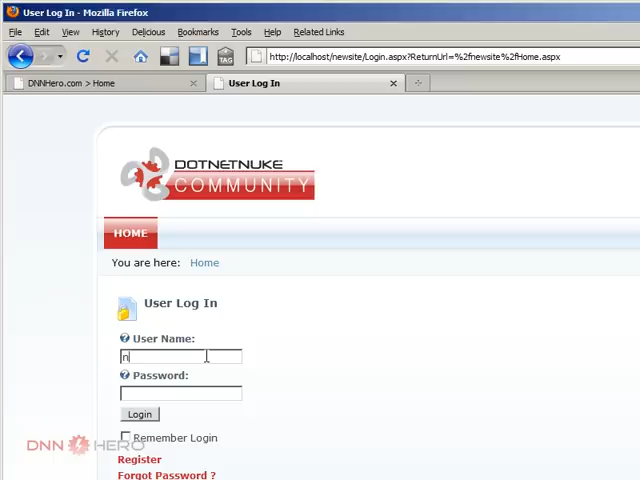 User Log In - Mozilla Firefox
File Edit View History Delicious Bookmarks Tools Help Related Links
TAG http://localhost/newsite/Login.aspx?ReturnUrl=%2fnewsite%2fHome.aspx
DNNHero.com > Home User Log In
DOTNETNUKE
COMMUNITY
HOME
You are here: Home
User Log In
User Name:
n
Password:
Login
Remember Login
DNN HERO
Register
Forgot Password ?